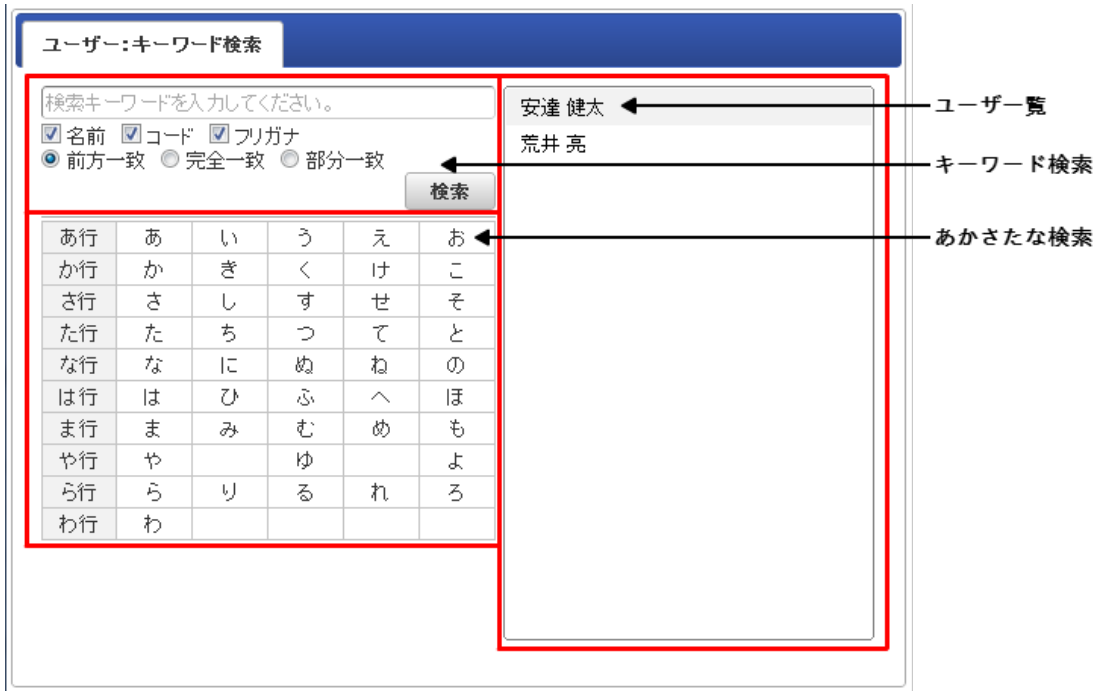 ユーザー:キーワード検索
検索キーワードを入力してください。
名前 コード フリガナ
前方一致 完全一致 部分一致
検索
あ行 あ い う え お
か行 か き く け こ
さ行 さ し す せ そ
た行 た ち つ て と
な行 な に ぬ ね の
は行 は ひ ふ へ ほ
ま行 ま み む め も
や行 や ゆ よ
ら行 ら り る れ ろ
わ行 わ
安達 健太
荒井 亮
ユーザ一覧
キーワード検索
あかさたな検索